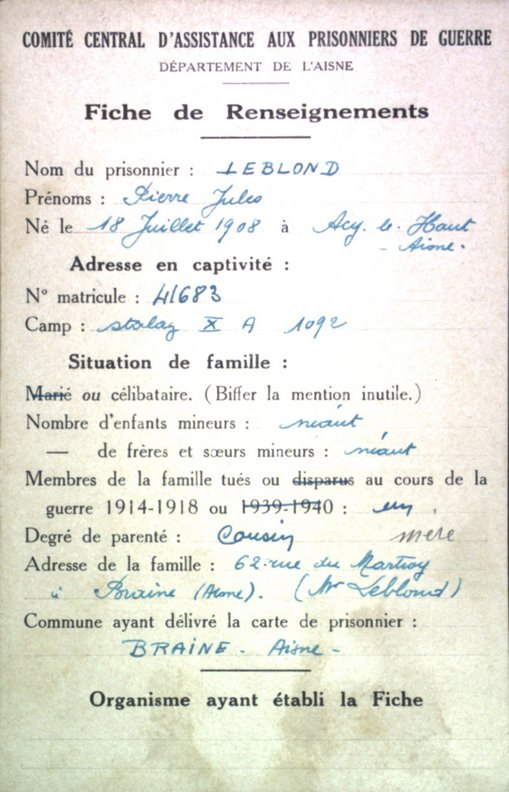 COMITÉ CENTRAL D'ASSISTANCE AUX PRISONNIERS DE GUERRE
DÉPARTEMENT DE L'AISNE
Fiche de Renseignements
Nom du prisonnier : LEBLOND
Prénoms : Pierre Jules
Né le 18 Juillet 1908 à Acy-le-Haut
- Aisne.
Adresse en captivité :
N° matricule : 41683
Camp : stalag X A 1092
Situation de famille :
Marié ou célibataire. (Biffer la mention inutile.)
Nombre d'enfants mineurs : néant
— de frères et sœurs mineurs : néant
Membres de la famille tués ou disparus au cours de la
guerre 1914-1918 ou 1939-1940 : un
Degré de parenté : Cousin mère
Adresse de la famille : 62 rue du Martroy
à Braine (Aisne). (Mr Leblond)
Commune ayant délivré la carte de prisonnier :
BRAINE - Aisne -
Organisme ayant établi la Fiche